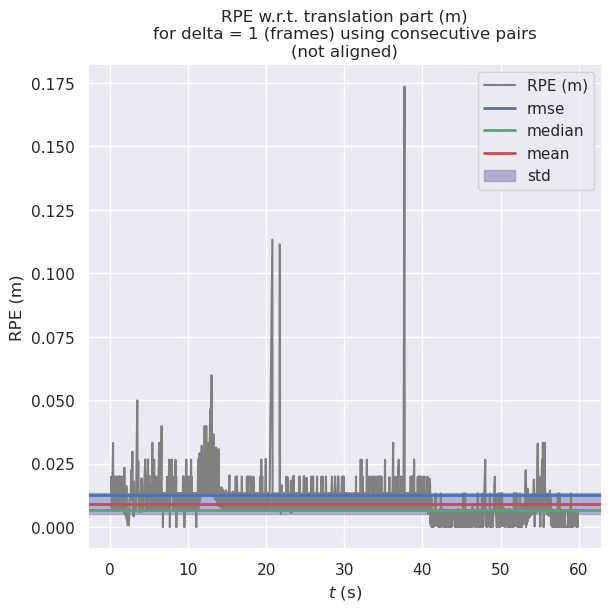 RPE w.r.t. translation part (m)
for delta = 1 (frames) using consecutive pairs
(not aligned)
RPE (m)
rmse
median
mean
std
0.175
0.150
0.125
0.100
0.075
0.050
0.025
0.000
RPE (m)
0
10
20
30
40
50
60
t (s)